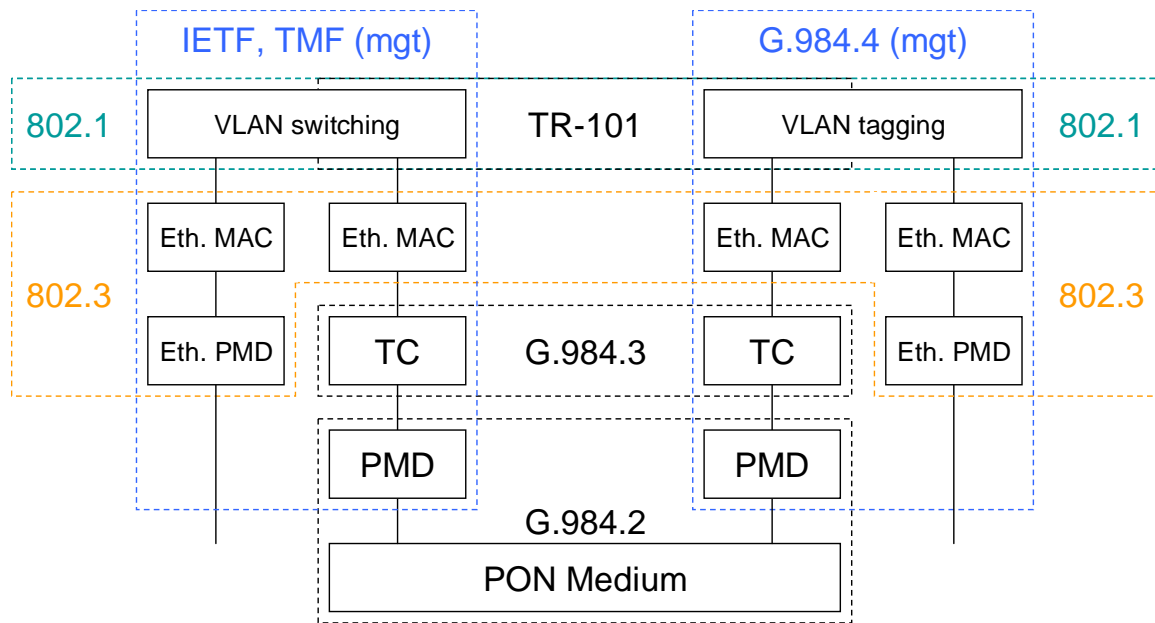 IETF, TMF (mgt)
G.984.4 (mgt)
802.1
VLAN switching
TR-101
VLAN tagging
802.1
Eth. MAC
Eth. MAC
Eth. MAC
Eth. MAC
802.3
802.3
Eth. PMD
TC
G.984.3
TC
Eth. PMD
PMD
PMD
G.984.2
PON Medium